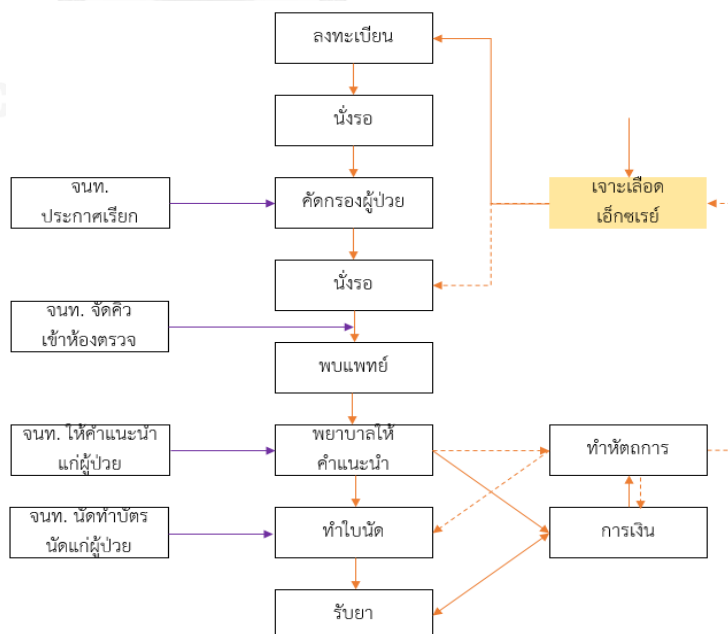 ลงทะเบียน
นั่งรอ
จนท.
ประกาศเรียก
คัดกรองผู้ป่วย
เจาะเลือด
เอ็กซเรย์
นั่งรอ
จนท. จัดคิว
เข้าห้องตรวจ
พบแพทย์
จนท. ให้คำแนะนำ
แก่ผู้ป่วย
พยาบาลให้
คำแนะนำ
ทำหัตถการ
จนท. นัดทำบัตร
นัดแก่ผู้ป่วย
ทำใบนัด
การเงิน
รับยา